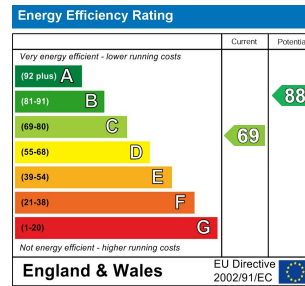 Energy Efficiency Rating
Current Potentia
Very energy efficient - lower running costs
(92 plus) A
(81-91) B
(69-80) C
(55-68) D
(39-54) E
(21-38) F
(1-20) G
69
88
Not energy efficient - higher running costs
England & Wales
EU Directive
2002/91/EC